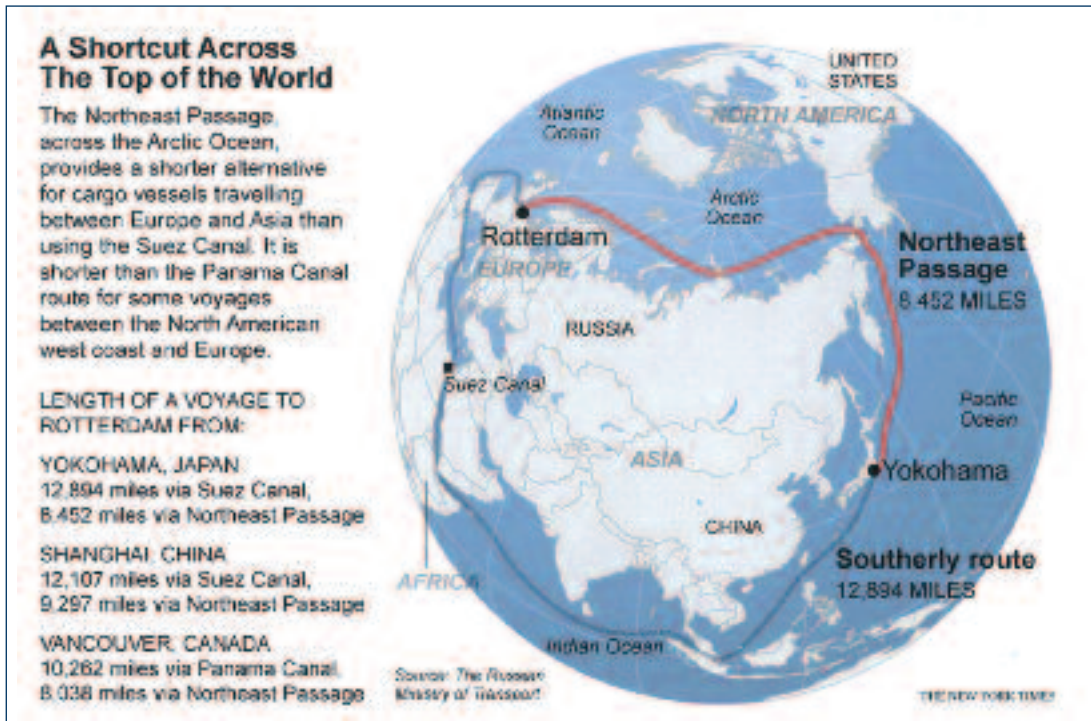 A Shortcut Across
The Top of the World
The Northeast Passage,
across the Arctic Ocean,
provides a shorter alternative
for cargo vessels travelling
between Europe and Asia than
using the Suez Canal. It is
shorter than the Panama Canal
route for some voyages
between the North American
west coast and Europe.
LENGTH OF A VOYAGE TO
ROTTERDAM FROM:
YOKOHAMA, JAPAN
12,894 miles via Suez Canal,
8,452 miles via Northeast Passage
SHANGHAI, CHINA
12,107 miles via Suez Canal,
9,297 miles via Northeast Passage
VANCOUVER, CANADA
10,262 miles via Panama Canal,
8,038 miles via Northeast Passage
UNITED
STATES
NORTH AMERICA
Atlantic
Ocean
Arctic
Ocean
Rotterdam
EUROPE
Northeast
Passage
8,452 MILES
RUSSIA
Suez Canal
Pacific
Ocean
ASIA
Yokohama
CHINA
AFRICA
Southerly route
12,894 MILES
Indian Ocean
Source: The Russian
Ministry of Transport
THE NEW YORK TIMES